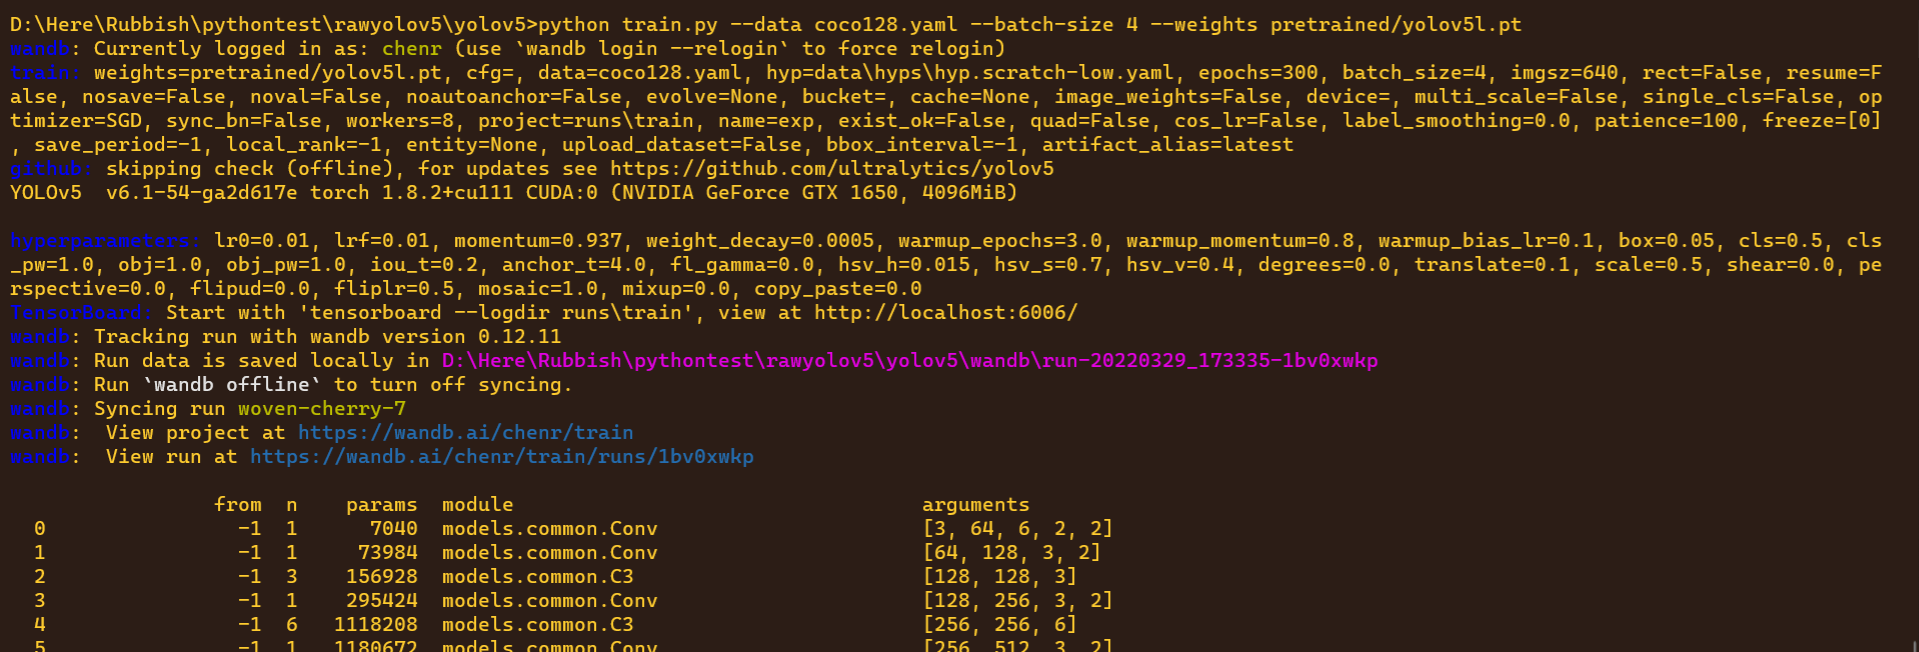 D:\Here\Rubbish\pythontest\rawyolov5\yolov5>python train.py --data coco128.yaml --batch-size 4 --weights pretrained/yolov5l.pt
wandb: Currently logged in as: chenr (use `wandb login --relogin` to force relogin)
train: weights=pretrained/yolov5l.pt, cfg=, data=coco128.yaml, hyp=data\hyps\hyp.scratch-low.yaml, epochs=300, batch_size=4, imgsz=640, rect=False, resume=F
alse, nosave=False, noval=False, noautoanchor=False, evolve=None, bucket=, cache=None, image_weights=False, device=, multi_scale=False, single_cls=False, op
timizer=SGD, sync_bn=False, workers=8, project=runs\train, name=exp, exist_ok=False, quad=False, cos_lr=False, label_smoothing=0.0, patience=100, freeze=[0]
, save_period=-1, local_rank=-1, entity=None, upload_dataset=False, bbox_interval=-1, artifact_alias=latest
github: skipping check (offline), for updates see https://github.com/ultralytics/yolov5
YOLOv5  v6.1-54-ga2d617e torch 1.8.2+cu111 CUDA:0 (NVIDIA GeForce GTX 1650, 4096MiB)
hyperparameters: lr0=0.01, lrf=0.01, momentum=0.937, weight_decay=0.0005, warmup_epochs=3.0, warmup_momentum=0.8, warmup_bias_lr=0.1, box=0.05, cls=0.5, cls
_pw=1.0, obj=1.0, obj_pw=1.0, iou_t=0.2, anchor_t=4.0, fl_gamma=0.0, hsv_h=0.015, hsv_s=0.7, hsv_v=0.4, degrees=0.0, translate=0.1, scale=0.5, shear=0.0, pe
rspective=0.0, flipud=0.0, fliplr=0.5, mosaic=1.0, mixup=0.0, copy_paste=0.0
TensorBoard: Start with 'tensorboard --logdir runs\train', view at http://localhost:6006/
wandb: Tracking run with wandb version 0.12.11
wandb: Run data is saved locally in D:\Here\Rubbish\pythontest\rawyolov5\yolov5\wandb\run-20220329_173335-1bv0xwkp
wandb: Run `wandb offline` to turn off syncing.
wandb: Syncing run woven-cherry-7
wandb:  View project at https://wandb.ai/chenr/train
wandb:  View run at https://wandb.ai/chenr/train/runs/1bv0xwkp
from  n    params  module                                  arguments
0                -1  1      7040  models.common.Conv                      [3, 64, 6, 2, 2]
1                -1  1     73984  models.common.Conv                      [64, 128, 3, 2]
2                -1  3    156928  models.common.C3                        [128, 128, 3]
3                -1  1    295424  models.common.Conv                      [128, 256, 3, 2]
4                -1  6   1118208  models.common.C3                        [256, 256, 6]
5                -1  1   1180672  models.common.Conv                      [256, 512, 3, 2]